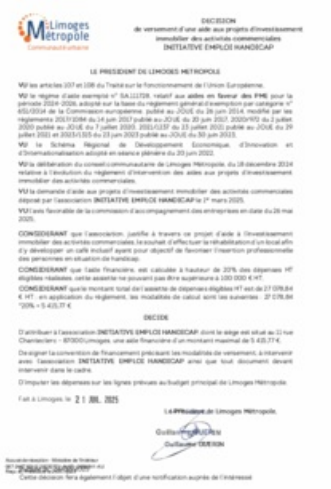 Limoges
Métropole
Communauté urbaine
DECISION
de versement d'une aide aux projets d'investissement
immobilier des activités commerciales
INITIATIVE EMPLOI HANDICAP
LE PRESIDENT DE LIMOGES METROPOLE
VU les articles 107 et 108 du Traité sur le fonctionnement de l'Union Européenne,
VU le régime d'aide exempté n° SA.111728, relatif aux aides en faveur des PME pour la
période 2024-2026, adopté sur la base du règlement général d'exemption par catégorie n°
651/2014 de la Commission européenne, publié au JOUE du 26 juin 2014, modifié par les
règlements 2017/1084 du 14 juin 2017 publié au JOUE du 20 juin 2017, 2020/972 du 2 juillet
2020 publié au JOUE du 7 juillet 2020, 2021/1237 du 23 juillet 2021 publié au JOUE du 29
juillet 2021 et 2023/1315 du 23 juin 2023 publié au JOUE du 30 juin 2023,
VU le Schéma Régional de Développement Economique, d'Innovation et
d'Internationalisation adopté en séance plénière du 20 juin 2022,
VU la délibération du conseil communautaire de Limoges Métropole, du 18 décembre 2024
relative à l'évolution du règlement d'intervention des aides aux projets d'investissement
immobilier des activités commerciales,
VU la demande d'aide aux projets d'investissement immobilier des activités commerciales
déposé par l'association INITIATIVE EMPLOI HANDICAP le 1er mars 2025,
VU l'avis favorable de la commission d'accompagnement des entreprises en date du 26 mai
2025,
CONSIDÉRANT que l'association, justifie à travers ce projet d'aide à l'investissement
immobilier des activités commerciales, le souhait d'effectuer la réhabilitation d'un local afin
d'y développer un café inclusif ayant pour objectif de favoriser l'insertion professionnelle
des personnes en situation de handicap,
CONSIDÉRANT que l'aide financière, est calculée à hauteur de 20% des dépenses HT
éligibles réalisées, cette assiette ne pouvant pas être supérieure à 100 000 € HT,
CONSIDÉRANT que le montant total de l'assiette de dépenses éligibles HT est de 27 078,84
€ HT ; en application du règlement, les modalités de calcul sont les suivantes : 27 078,84
*20% = 5 415,77 €
DECIDE
D'attribuer à l'association INITIATIVE EMPLOI HANDICAP dont le siège est situé au 11 rue
Chanteclerc - 87000 Limoges, une aide financière d'un montant maximal de 5 415,77 €.
De signer la convention de financement précisant les modalités de versement, à intervenir
avec l'association INITIATIVE EMPLOI HANDICAP ainsi que tout document devant
intervenir dans le cadre.
D'imputer les dépenses sur les lignes prévues au budget principal de Limoges Métropole.
Fait à Limoges, le 21 JUIL. 2025
Le Président de Limoges Métropole,
Guillaume GUERIN
Guillaume GUERIN
Cette décision fera également l'objet d'une notification auprès de l'intéressé